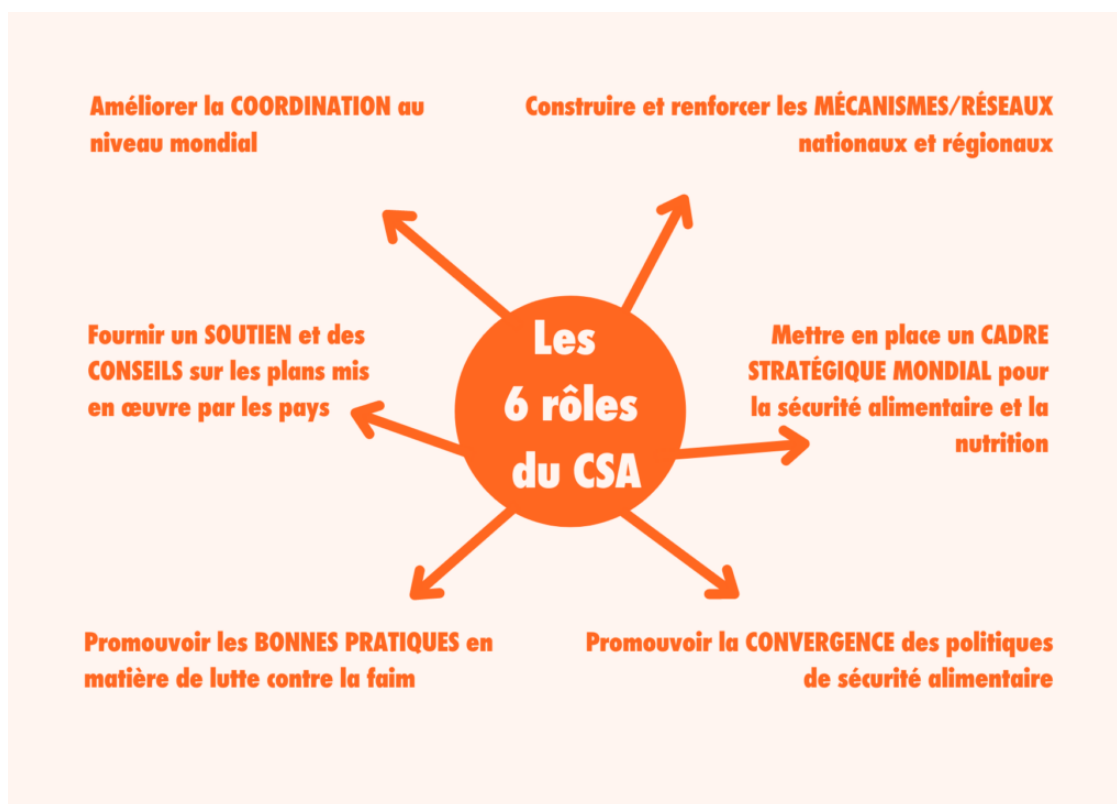 Améliorer la COORDINATION au
niveau mondial
Construire et renforcer les MÉCANISMES/RÉSEAUX
nationaux et régionaux
Fournir un SOUTIEN et des
CONSEILS sur les plans mis
en œuvre par les pays
Les
6 rôles
du CSA
Mettre en place un CADRE
STRATÉGIQUE MONDIAL pour
la sécurité alimentaire et la
nutrition
Promouvoir les BONNES PRATIQUES en
matière de lutte contre la faim
Promouvoir la CONVERGENCE des politiques
de sécurité alimentaire